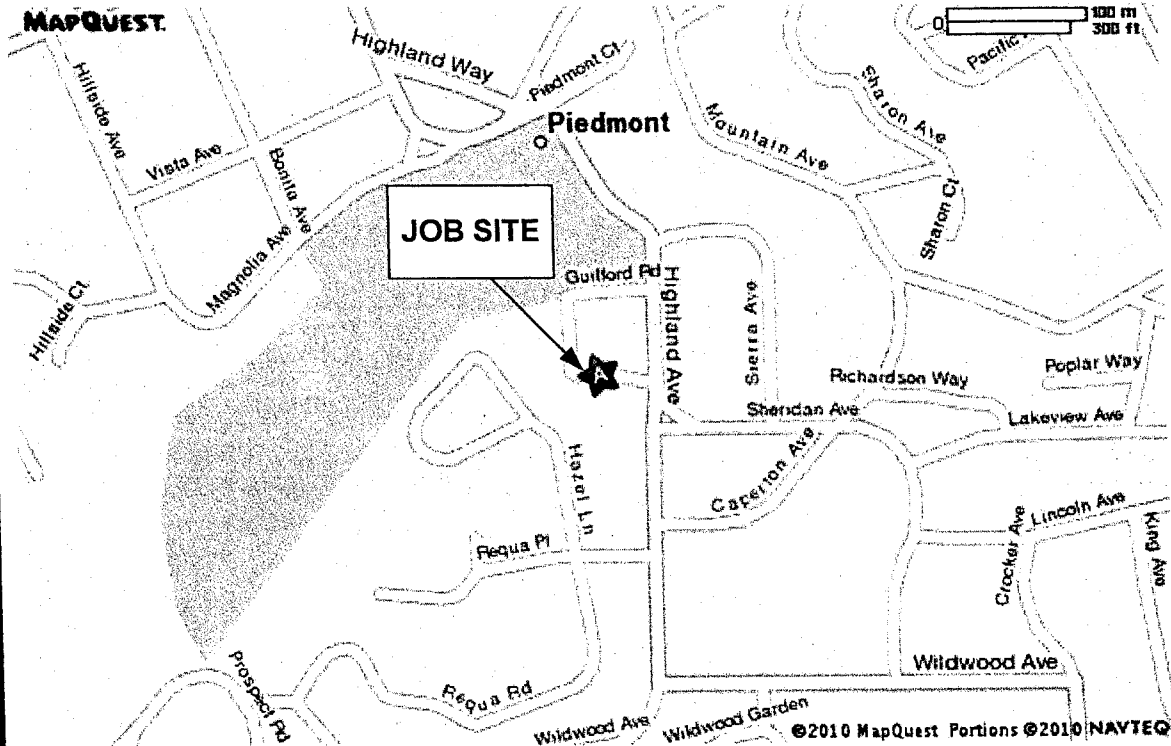 MAPQUEST.
0
100 m
300 ft
Highland Way
Piedmont Ct
Pacific
Hillside Ave
Sharon Ave
Piedmont
Mountain Ave
Vista Ave
Bonita Ave
Sharon Ct
JOB SITE
Magnolia Ave
Guilford Rd
Highland Ave
Sierra Ave
Hillside Ct
Poplar Way
Richardson Way
Sheridan Ave
Lakeview Ave
Caperton Ave
Hazel Ln
Lincoln Ave
Requa Pl
Crocker Ave
King Ave
Wildwood Ave
Prospect Rd
Requa Rd
Wildwood Ave
Wildwood Garden
©2010 MapQuest Portions ©2010 NAVTEQ